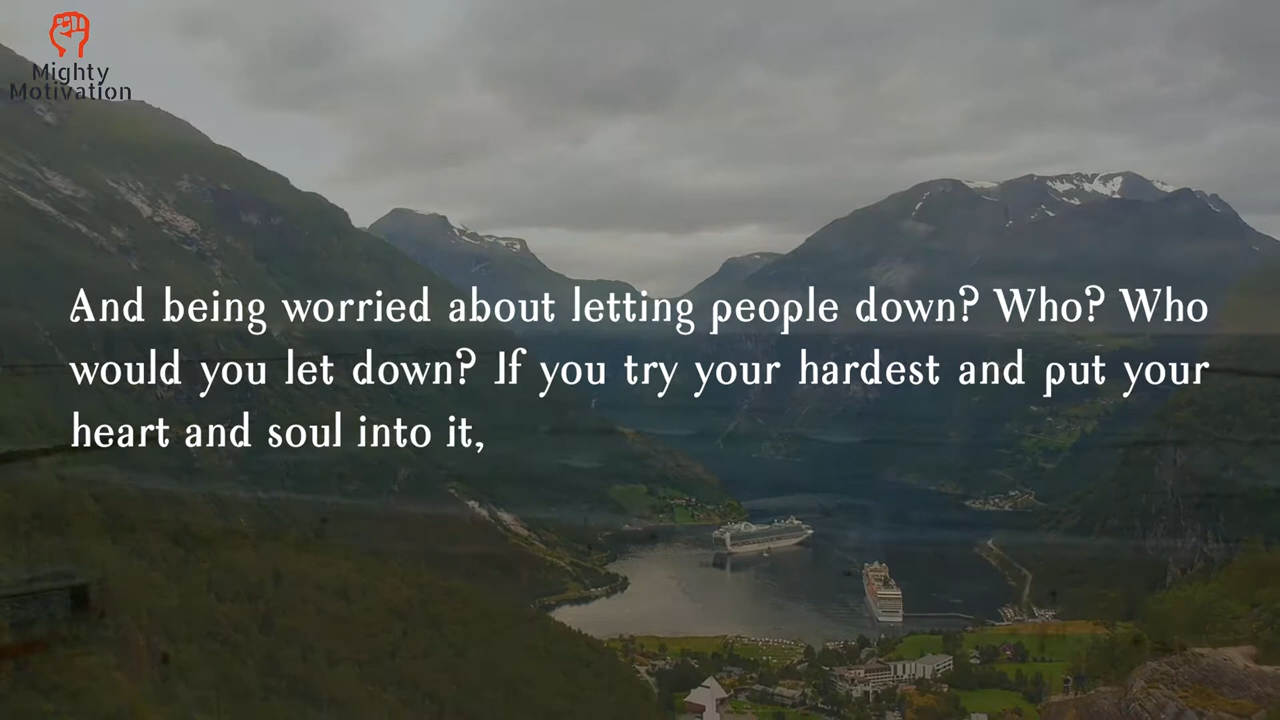 Mighty
Motivation
And being worried about letting people down? Who? Who
would you let down? If you try your hardest and put your
heart and soul into it,